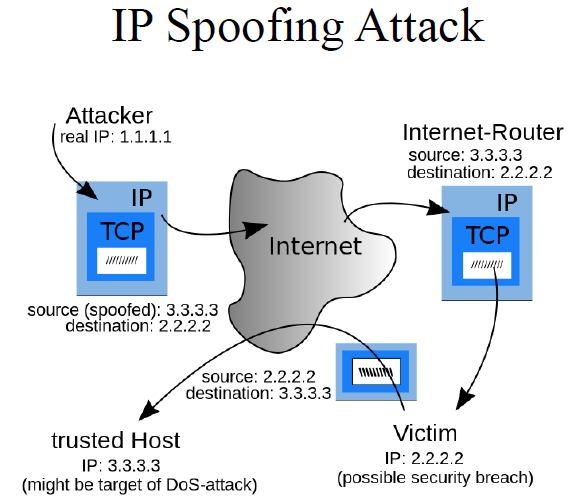 IP Spoofing Attack
Attacker
real IP: 1.1.1.1
IP
TCP
source (spoofed): 3.3.3.3
destination: 2.2.2.2
Internet
Internet-Router
source: 3.3.3.3
destination: 2.2.2.2
IP
TCP
source: 2.2.2.2
destination: 3.3.3.3
trusted Host
IP: 3.3.3.3
(might be target of DoS-attack)
Victim
IP: 2.2.2.2
(possible security breach)